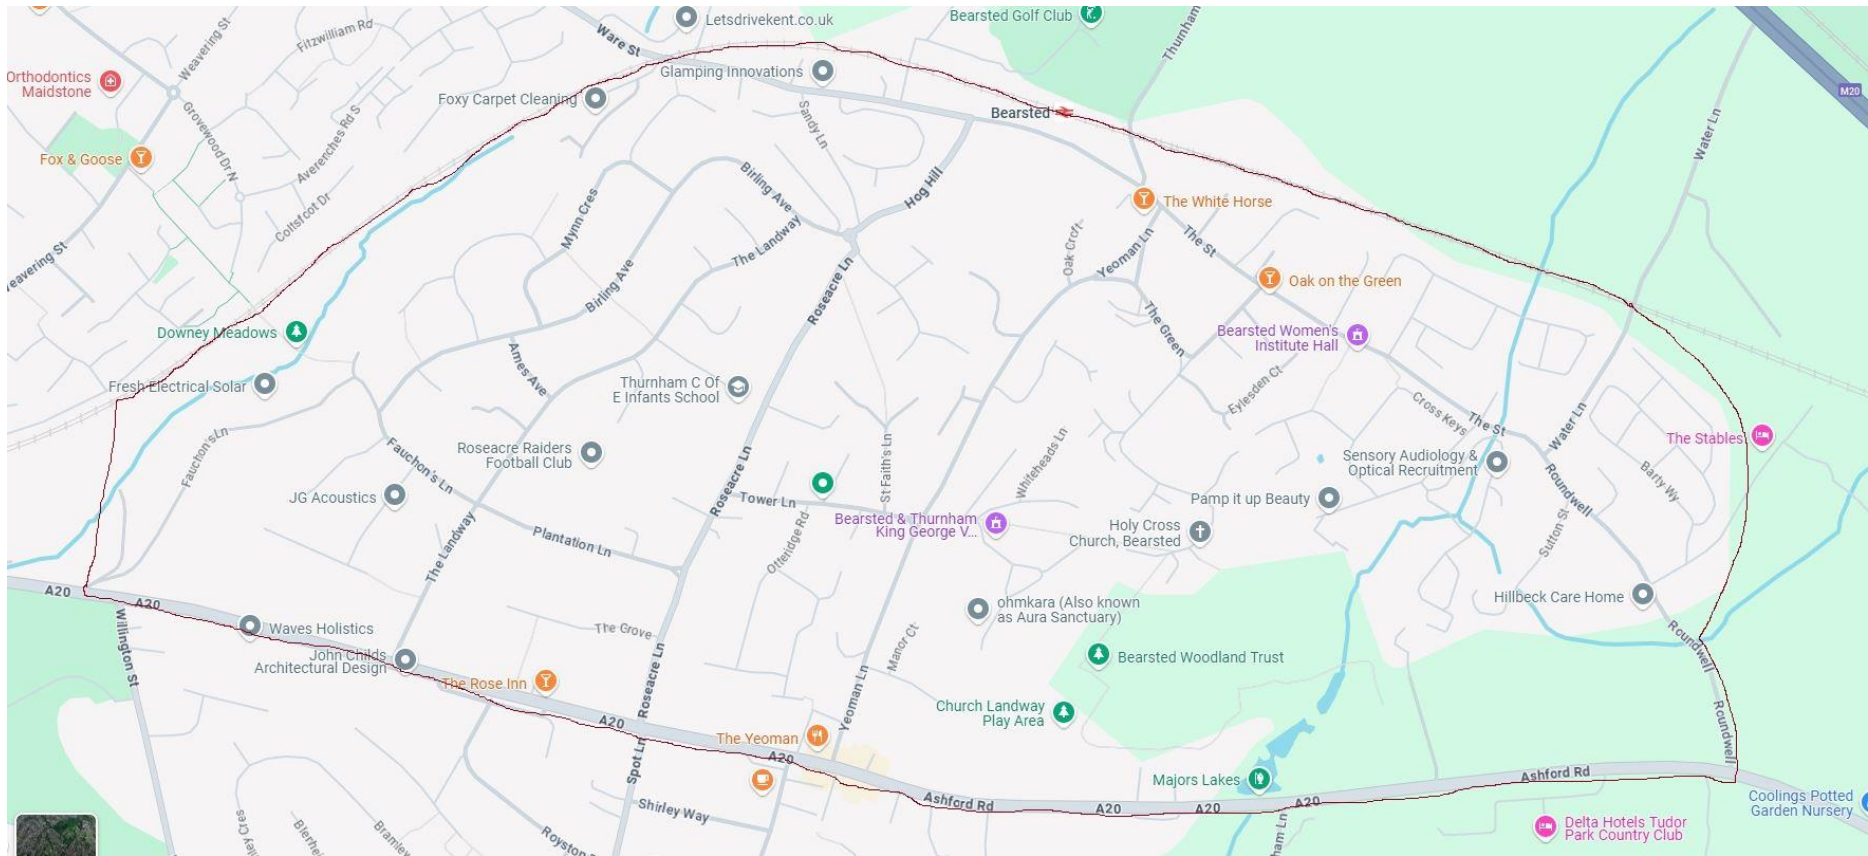 Letsdrivekent.co.uk
Bearsted Golf Club
Thurnham
Weavering St
Fitzwilliam Rd
Ware St
Orthodontics
Maidstone
Glamping Innovations
M20
Foxy Carpet Cleaning
Sandy Ln
Bearsted
Water Ln
Fox & Goose
Grovewood Dr N
Averenches Rd S
Birling Ave
Hog Hill
The White Horse
Coltsfoot Dr
Mynn Cres
The Landway
Oak Croft
Yeoman Ln
The St
eavering St
Birling Ave
Roseacre Ln
Oak on the Green
Downey Meadows
The Green
Bearsted Women's
Institute Hall
Ames Ave
Fresh Electrical Solar
Thurnham C Of
E Infants School
Eylesden Ct
Cross Keys
The St
Water Ln
The Stables
Fauchon's Ln
Fauchon's Ln
Roseacre Raiders
Football Club
Roseacre Ln
St Faith's Ln
Whiteheads Ln
Sensory Audiology &
Optical Recruitment
Roundwell
Barty Wy
JG Acoustics
Tower Ln
Pamp it up Beauty
Bearsted & Thurnham
King George V...
Holy Cross
Church, Bearsted
The Landway
Plantation Ln
Otteridge Rd
Sutton St
A20
A20
Willington St
ohmkara (Also known
as Aura Sanctuary)
Hillbeck Care Home
Waves Holistics
The Grove
Manor Ct
Roundwell
John Childs
Architectural Design
Roseacre Ln
Bearsted Woodland Trust
The Rose Inn
Yeoman Ln
Church Landway
Play Area
Roundwell
A20
The Yeoman
A20
Spot Ln
Majors Lakes
Ashford Rd
Ashford Rd
A20
A20
A20
Shirley Way
Coolings Potted
Garden Nursery
Delta Hotels Tudor
Park Country Club
ham Ln
ley Cres
Blerhe
Bramley
Royston